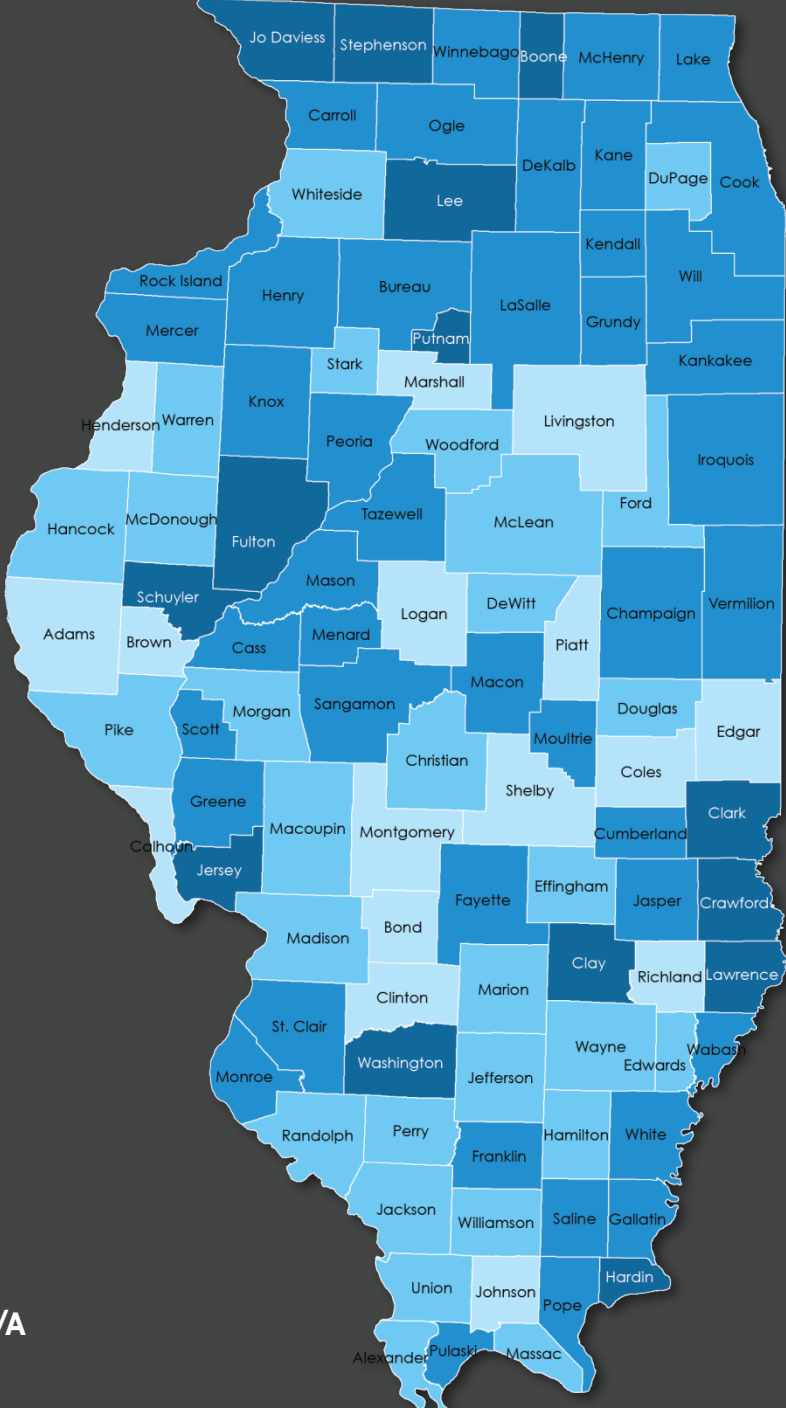 Jo Daviess
Stephenson
Winnebago
Boone
McHenry
Lake
Carroll
Ogle
DeKalb
Kane
DuPage
Cook
Whiteside
Lee
Kendall
Rock Island
Henry
Bureau
LaSalle
Will
Grundy
Mercer
Putnam
Kankakee
Stark
Marshall
Henderson
Warren
Knox
Peoria
Woodford
Livingston
Iroquois
Ford
Hancock
McDonough
Fulton
Tazewell
McLean
Schuyler
Mason
Logan
DeWitt
Champaign
Vermilion
Adams
Brown
Cass
Menard
Piatt
Macon
Sangamon
Pike
Scott
Morgan
Christian
Moultrie
Douglas
Edgar
Coles
Shelby
Greene
Macoupin
Montgomery
Cumberland
Clark
Calhoun
Jersey
Fayette
Effingham
Jasper
Crawford
Madison
Bond
Clay
Richland
Lawrence
Marion
Clinton
St. Clair
Washington
Wayne
Edwards
Wabash
Monroe
Jefferson
Randolph
Perry
Hamilton
White
Franklin
Jackson
Williamson
Saline
Gallatin
Union
Johnson
Pope
Hardin
/A
Alexander
Pulaski
Massac